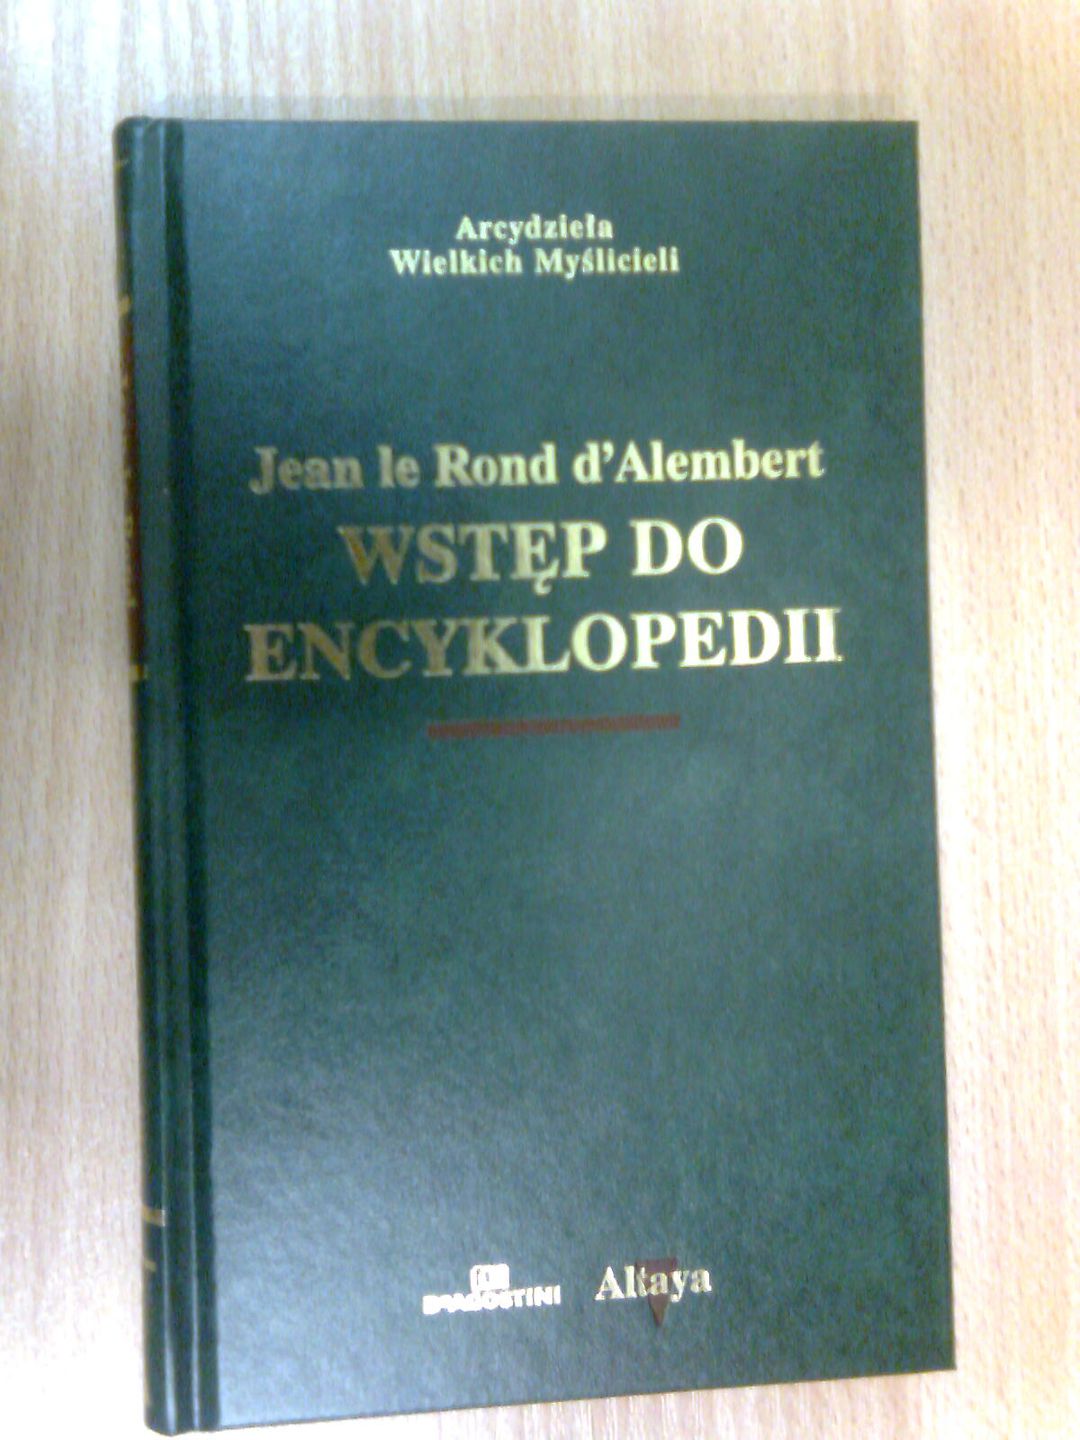 Arcydzieła
Wielkich Myślicieli
Jean le Rond d'Alembert
WSTĘP DO
ENCYKLOPEDII
DeAGOSTINI
Altaya